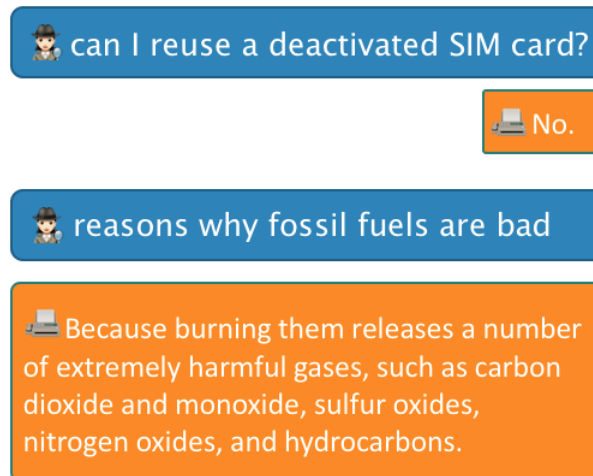 can I reuse a deactivated SIM card?
No.
reasons why fossil fuels are bad
Because burning them releases a number
of extremely harmful gases, such as carbon
dioxide and monoxide, sulfur oxides,
nitrogen oxides, and hydrocarbons.